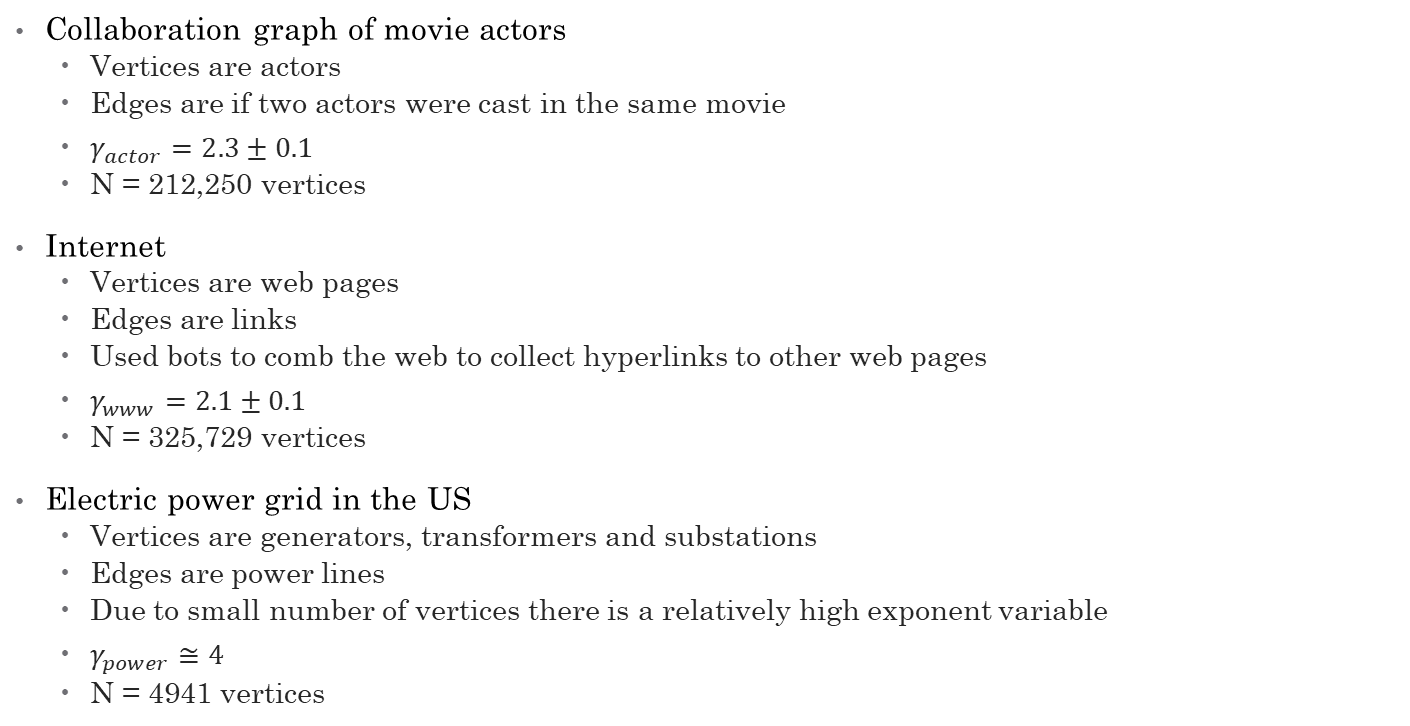 • Collaboration graph of movie actors
• Vertices are actors
• Edges are if two actors were cast in the same movie
• γ_actor = 2.3 ± 0.1
• N = 212,250 vertices
• Internet
• Vertices are web pages
• Edges are links
• Used bots to comb the web to collect hyperlinks to other web pages
• γ_www = 2.1 ± 0.1
• N = 325,729 vertices
• Electric power grid in the US
• Vertices are generators, transformers and substations
• Edges are power lines
• Due to small number of vertices there is a relatively high exponent variable
• γ_power ≅ 4
• N = 4941 vertices